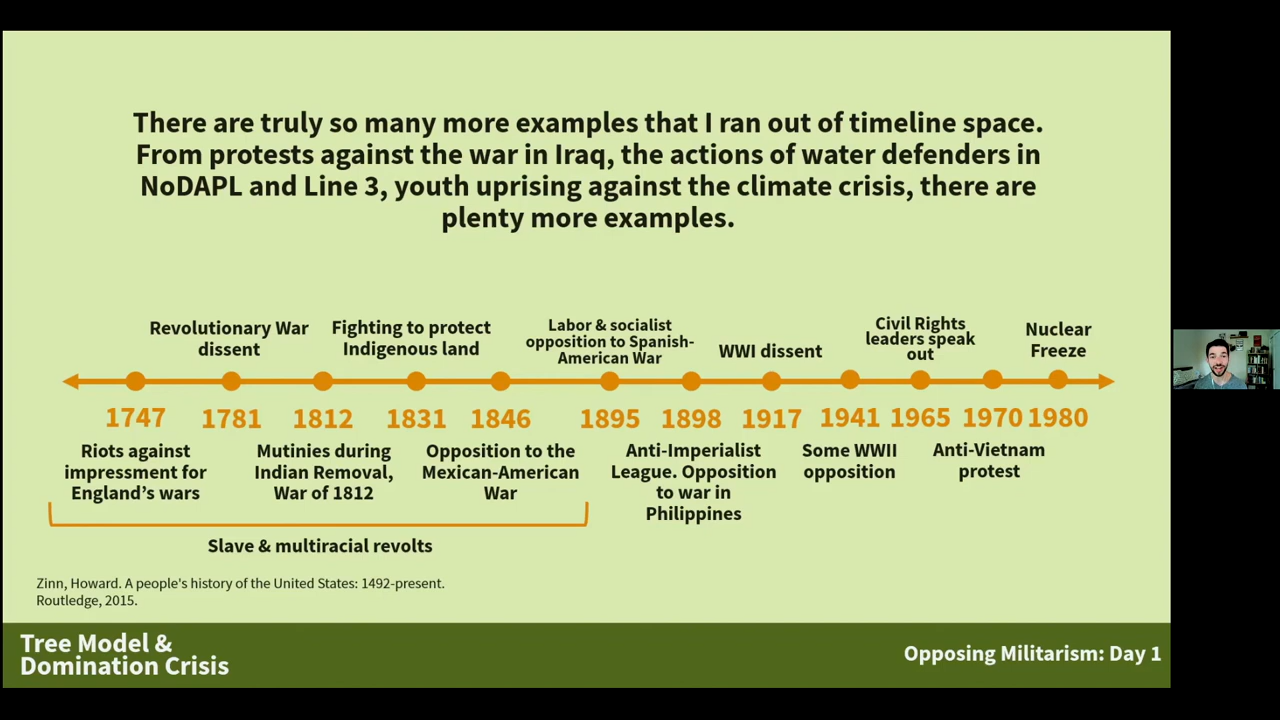 There are truly so many more examples that I ran out of timeline space.
From protests against the war in Iraq, the actions of water defenders in
NoDAPL and Line 3, youth uprising against the climate crisis, there are
plenty more examples.
Revolutionary War
dissent
Fighting to protect
Indigenous land
Labor & socialist
opposition to Spanish-
American War
WWI dissent
Civil Rights
leaders speak
out
Nuclear
Freeze
1747 1781 1812 1831 1846 1895 1898 1917 1941 1965 1970 1980
Riots against
impressment for
England’s wars
Mutinies during
Indian Removal,
War of 1812
Opposition to the
Mexican-American
War
Anti-Imperialist
League. Opposition
to war in
Philippines
Some WWII
opposition
Anti-Vietnam
protest
Slave & multiracial revolts
Zinn, Howard. A people's history of the United States: 1492-present.
Routledge, 2015.
Tree Model &
Domination Crisis
Opposing Militarism: Day 1